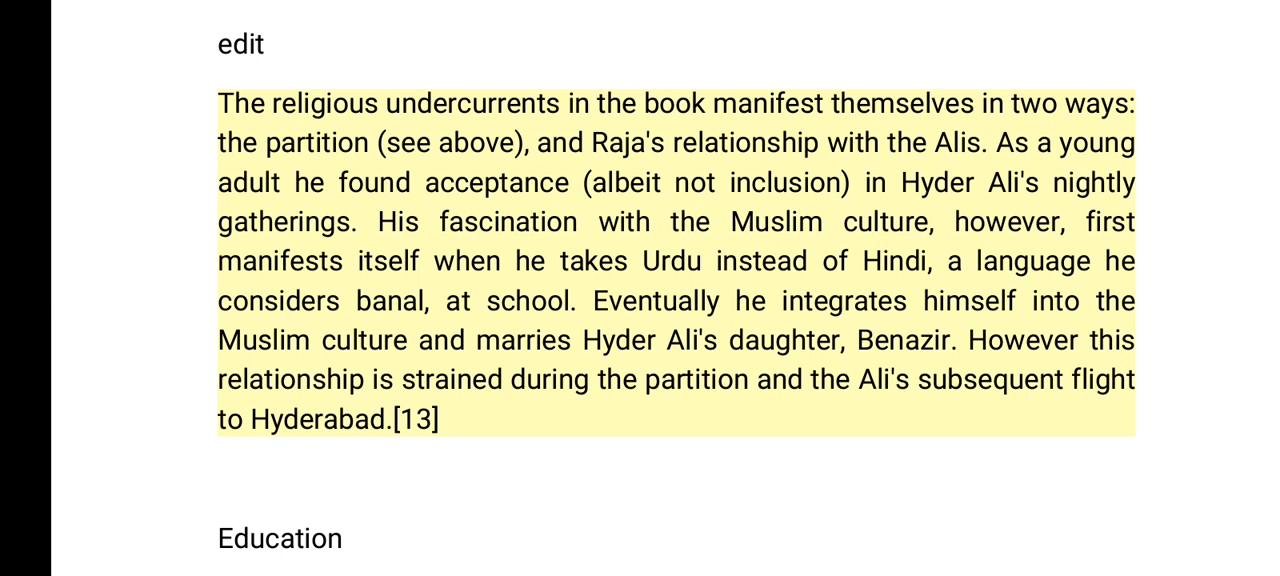 edit
The religious undercurrents in the book manifest themselves in two ways:
the partition (see above), and Raja's relationship with the Alis. As a young
adult he found acceptance (albeit not inclusion) in Hyder Ali's nightly
gatherings. His fascination with the Muslim culture, however, first
manifests itself when he takes Urdu instead of Hindi, a language he
considers banal, at school. Eventually he integrates himself into the
Muslim culture and marries Hyder Ali's daughter, Benazir. However this
relationship is strained during the partition and the Ali's subsequent flight
to Hyderabad.[13]
Education